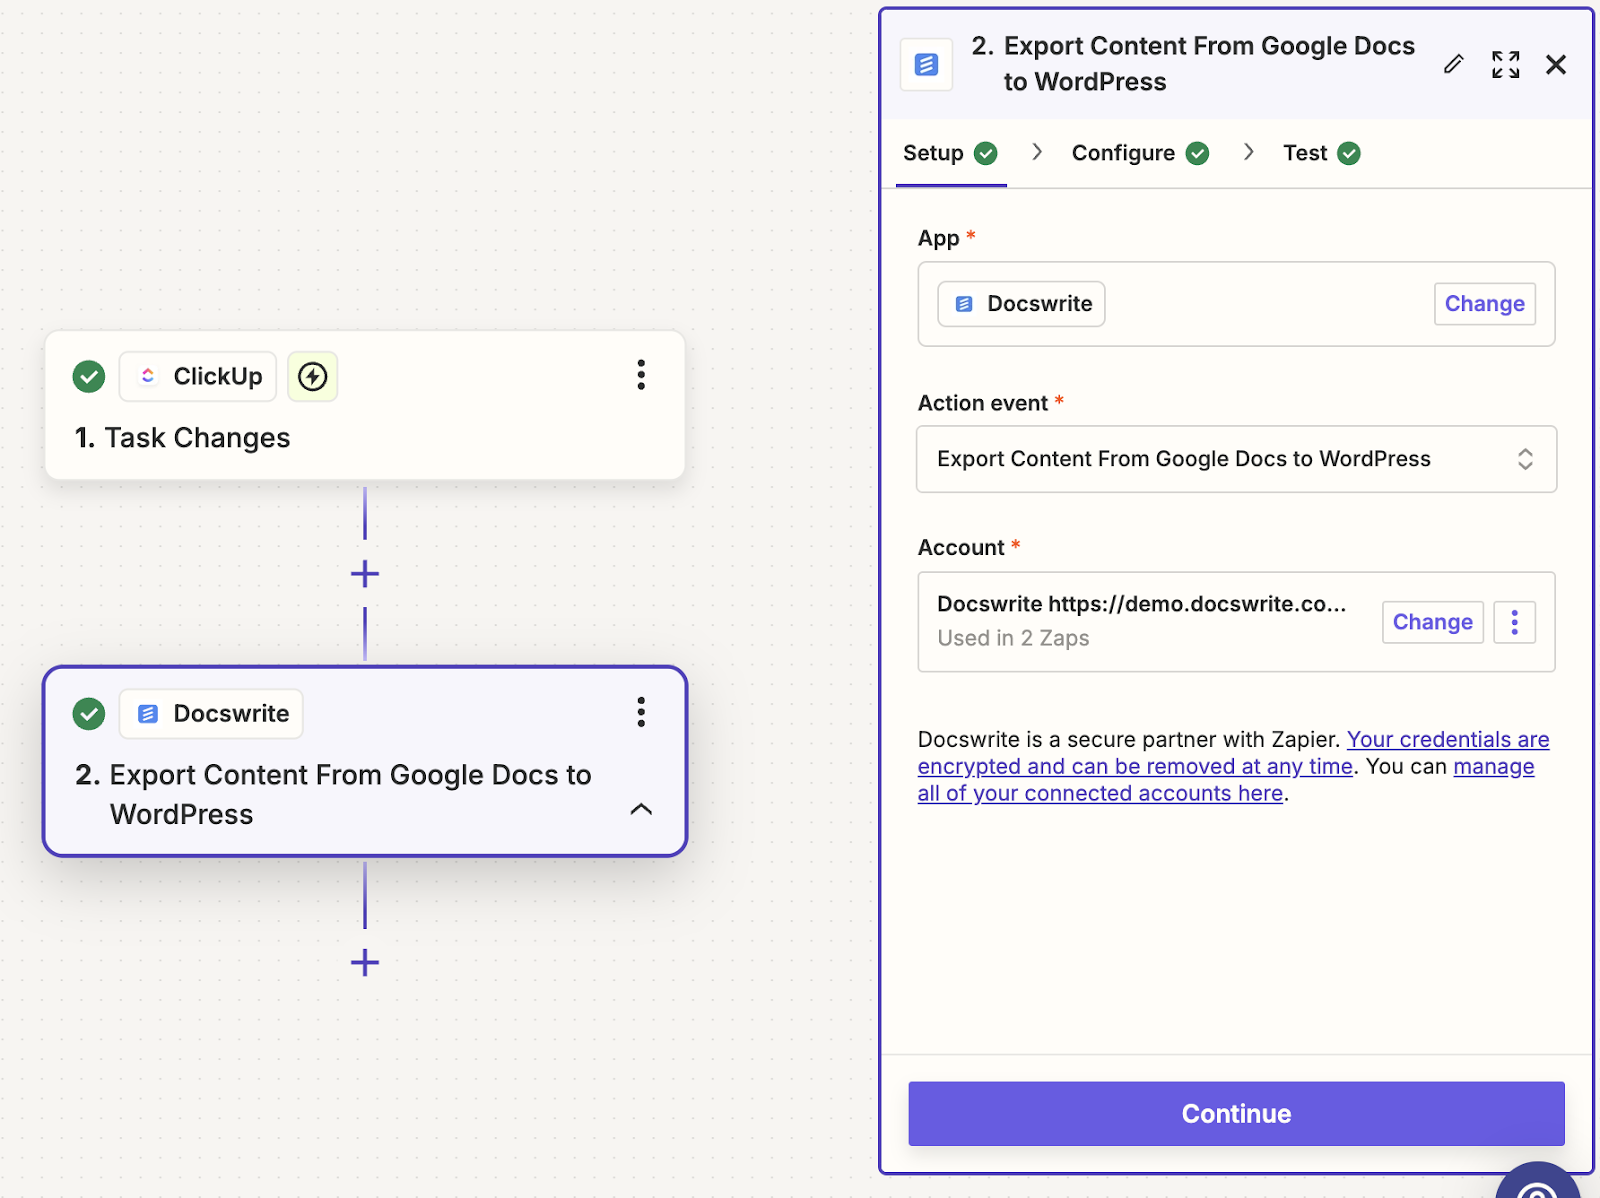 ClickUp
1. Task Changes
Docswrite
2. Export Content From Google Docs to
WordPress
2. Export Content From Google Docs
to WordPress
Setup
Configure
Test
App *
Docswrite
Change
Action event *
Export Content From Google Docs to WordPress
Account *
Docswrite https://demo.docswrite.co...
Used in 2 Zaps
Change
Docswrite is a secure partner with Zapier. Your credentials are
encrypted and can be removed at any time. You can manage
all of your connected accounts here.
Continue